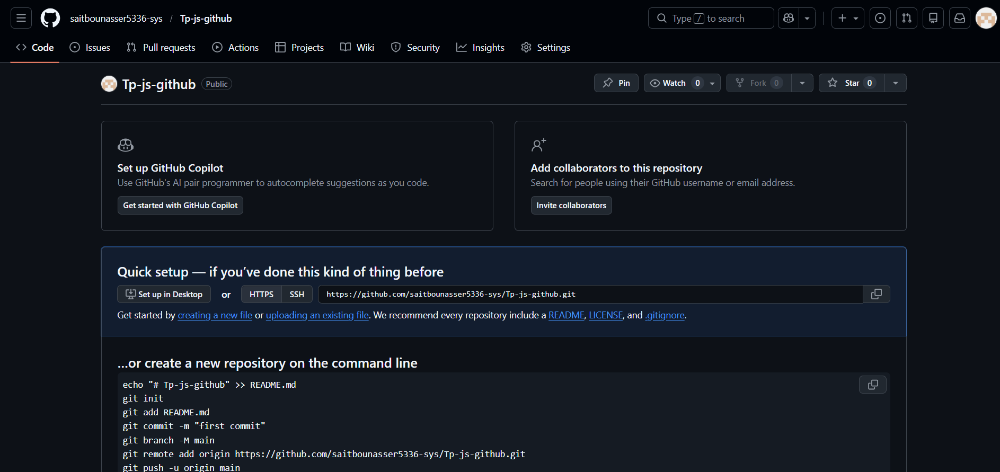 saitbounasser5336-sys / Tp-js-github
Type / to search
Code Issues Pull requests Actions Projects Wiki Security Insights Settings
Tp-js-github Public
Pin Watch 0 Fork 0 Star 0
Set up GitHub Copilot
Use GitHub's AI pair programmer to autocomplete suggestions as you code.
Get started with GitHub Copilot
Add collaborators to this repository
Search for people using their GitHub username or email address.
Invite collaborators
Quick setup — if you’ve done this kind of thing before
Set up in Desktop or HTTPS SSH https://github.com/saitbounasser5336-sys/Tp-js-github.git
Get started by creating a new file or uploading an existing file. We recommend every repository include a README, LICENSE, and .gitignore.
…or create a new repository on the command line
echo "# Tp-js-github" >> README.md
git init
git add README.md
git commit -m "first commit"
git branch -M main
git remote add origin https://github.com/saitbounasser5336-sys/Tp-js-github.git
git push -u origin main